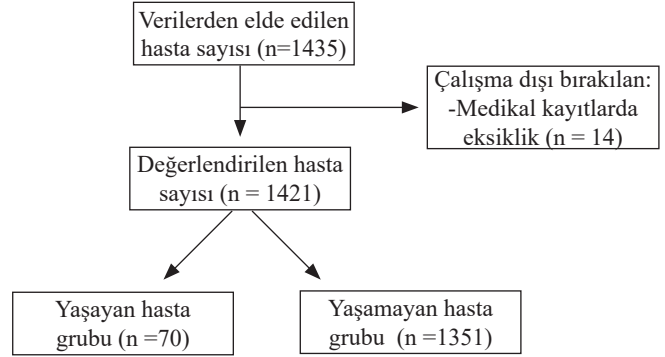 Verilerden elde edilen
hasta sayısı (n=1435)
Çalışma dışı bırakılan:
-Medikal kayıtlarda
eksiklik (n = 14)
Değerlendirilen hasta
sayısı (n = 1421)
Yaşayan hasta
grubu (n =70)
Yaşamayan hasta
grubu (n =1351)